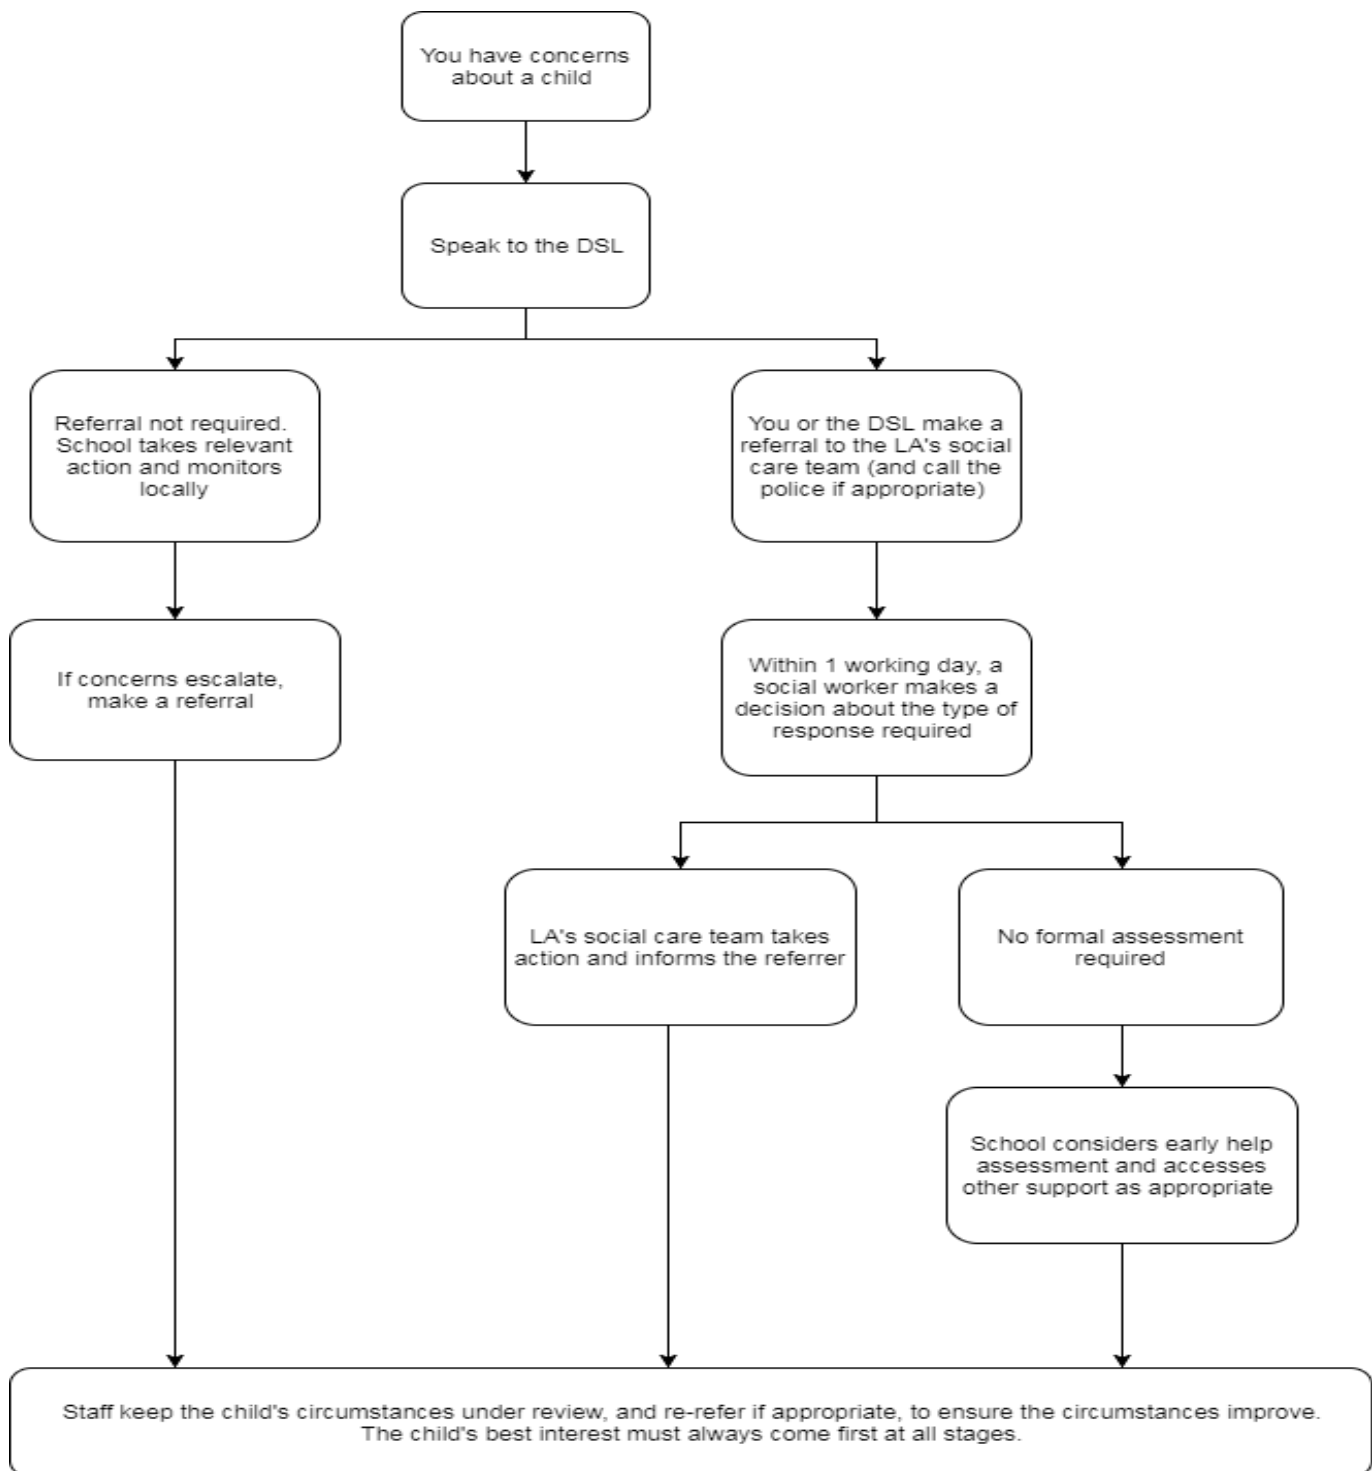 You have concerns
about a child
Speak to the DSL
Referral not required.
School takes relevant
action and monitors
locally
You or the DSL make a
referral to the LA's social
care team (and call the
police if appropriate)
If concerns escalate,
make a referral
Within 1 working day, a
social worker makes a
decision about the type of
response required
LA's social care team takes
action and informs the referrer
No formal assessment
required
School considers early help
assessment and accesses
other support as appropriate
Staff keep the child's circumstances under review, and re-refer if appropriate, to ensure the circumstances improve.
The child's best interest must always come first at all stages.